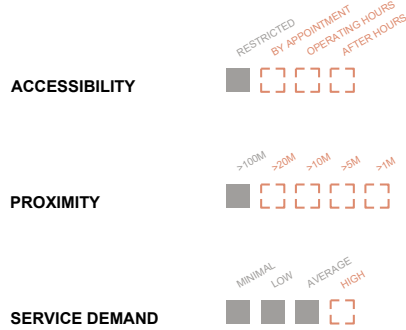 RESTRICTED
BY APPOINTMENT
OPERATING HOURS
AFTER HOURS
ACCESSIBILITY
>100M
>20M
>10M
>5M
>1M
PROXIMITY
MINIMAL
LOW
AVERAGE
HIGH
SERVICE DEMAND